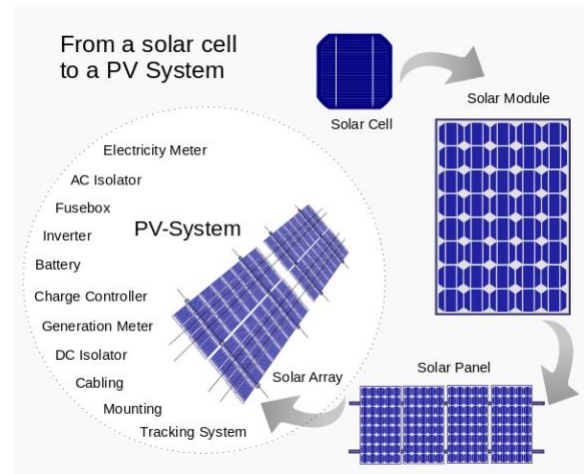 From a solar cell
to a PV System
Solar Cell
Solar Module
Solar Panel
Solar Array
PV-System
Electricity Meter
AC Isolator
Fusebox
Inverter
Battery
Charge Controller
Generation Meter
DC Isolator
Cabling
Mounting
Tracking System